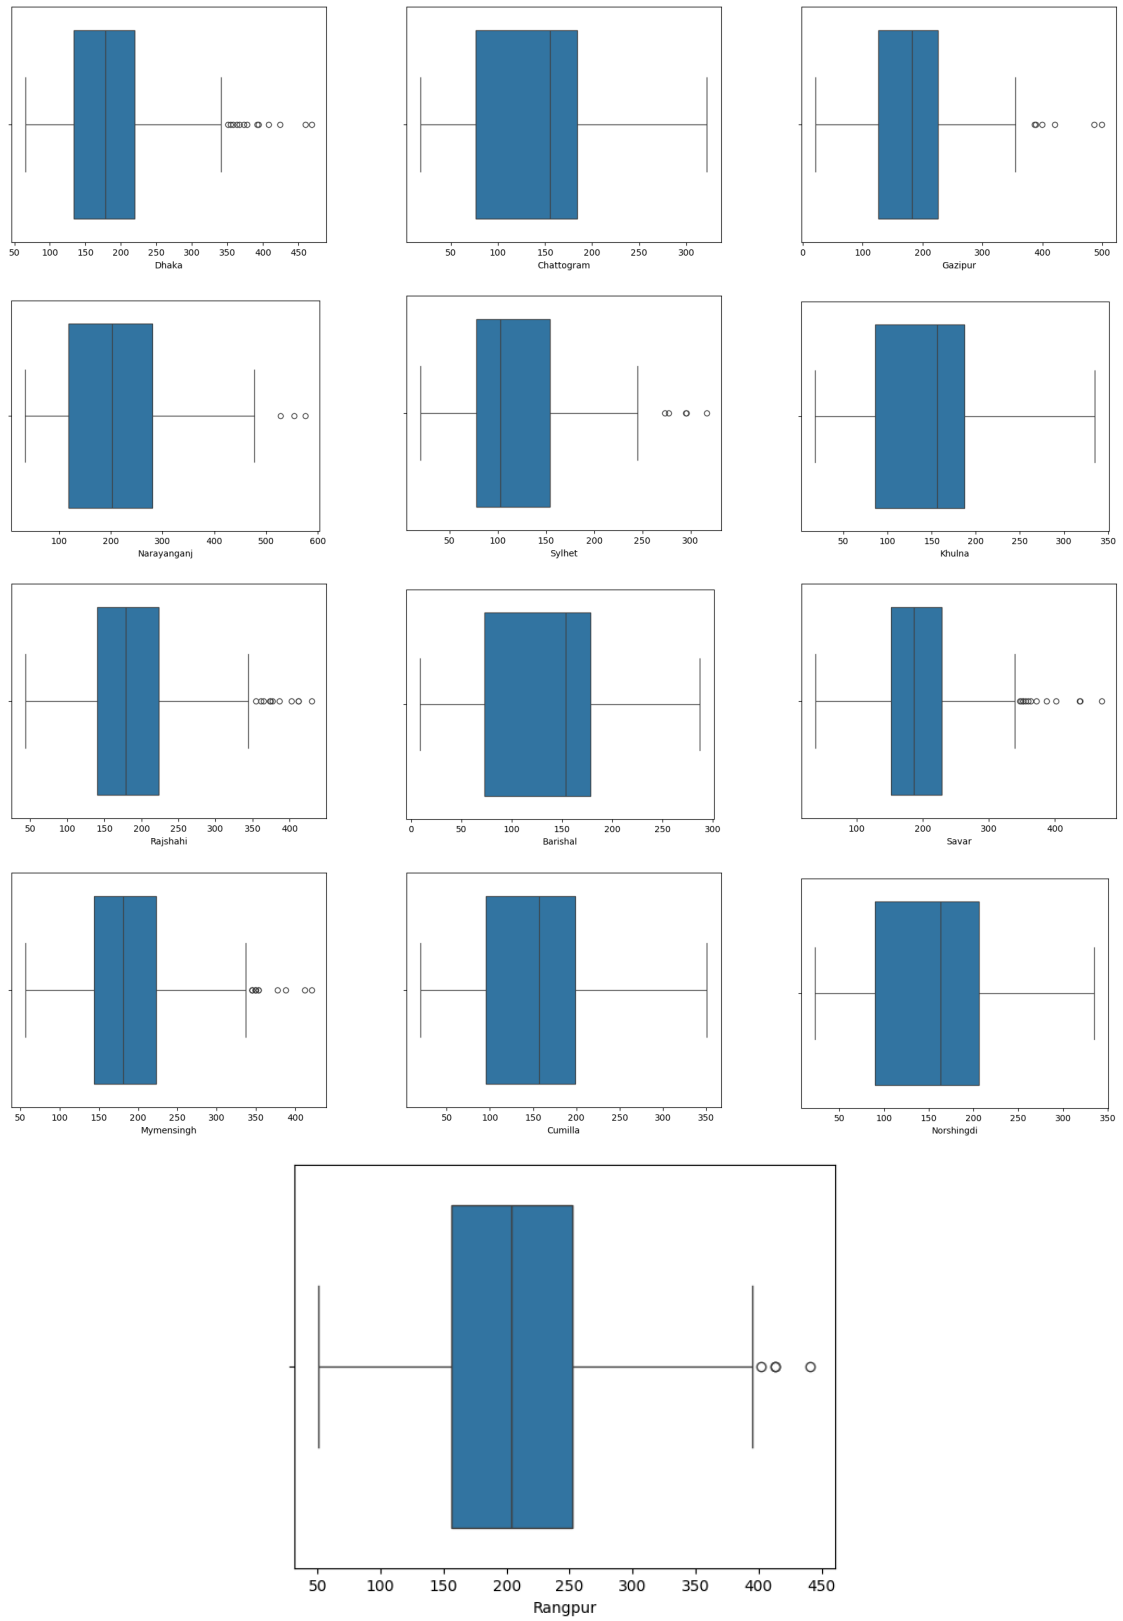 50 100 150 200 250 300 350 400 450
Dhaka
50 100 150 200 250 300
Chattogram
0 100 200 300 400 500
Gazipur
100 200 300 400 500 600
Narayanganj
50 100 150 200 250 300
Sylhet
50 100 150 200 250 300 350
Khulna
50 100 150 200 250 300 350 400
Rajshahi
0 50 100 150 200 250 300
Barishal
100 200 300 400
Savar
50 100 150 200 250 300 350 400
Mymensingh
50 100 150 200 250 300 350
Cumilla
50 100 150 200 250 300 350
Norshingdi
50 100 150 200 250 300 350 400 450
Rangpur